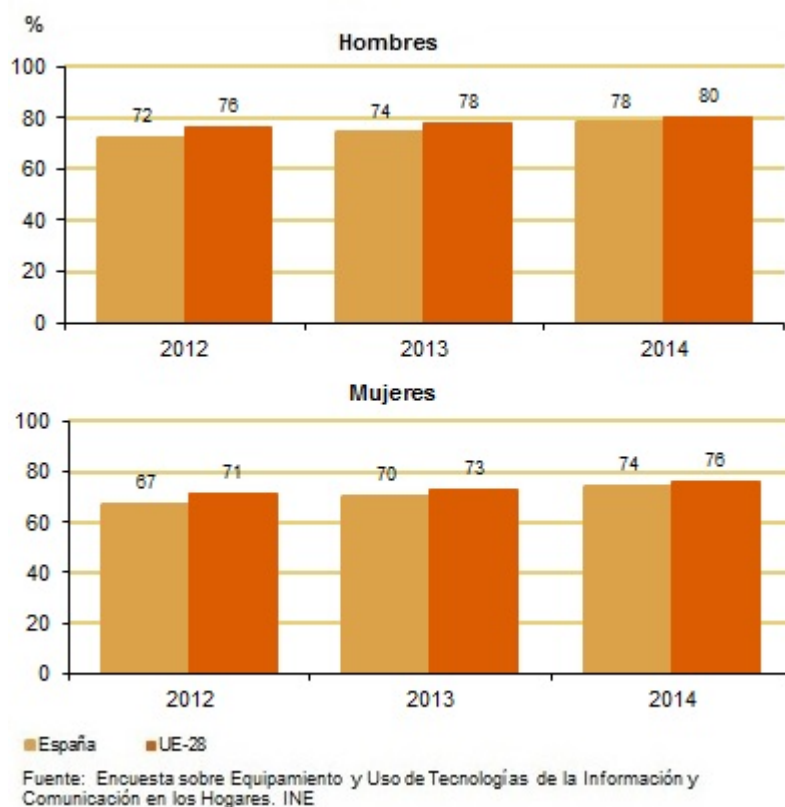 %
Hombres
100
80
60
40
20
0
72 76 74 78 78 80
2012 2013 2014
Mujeres
100
80
60
40
20
0
67 71 70 73 74 76
2012 2013 2014
España UE-28
Fuente: Encuesta sobre Equipamiento y Uso de Tecnologías de la Información y
Comunicación en los Hogares. INE